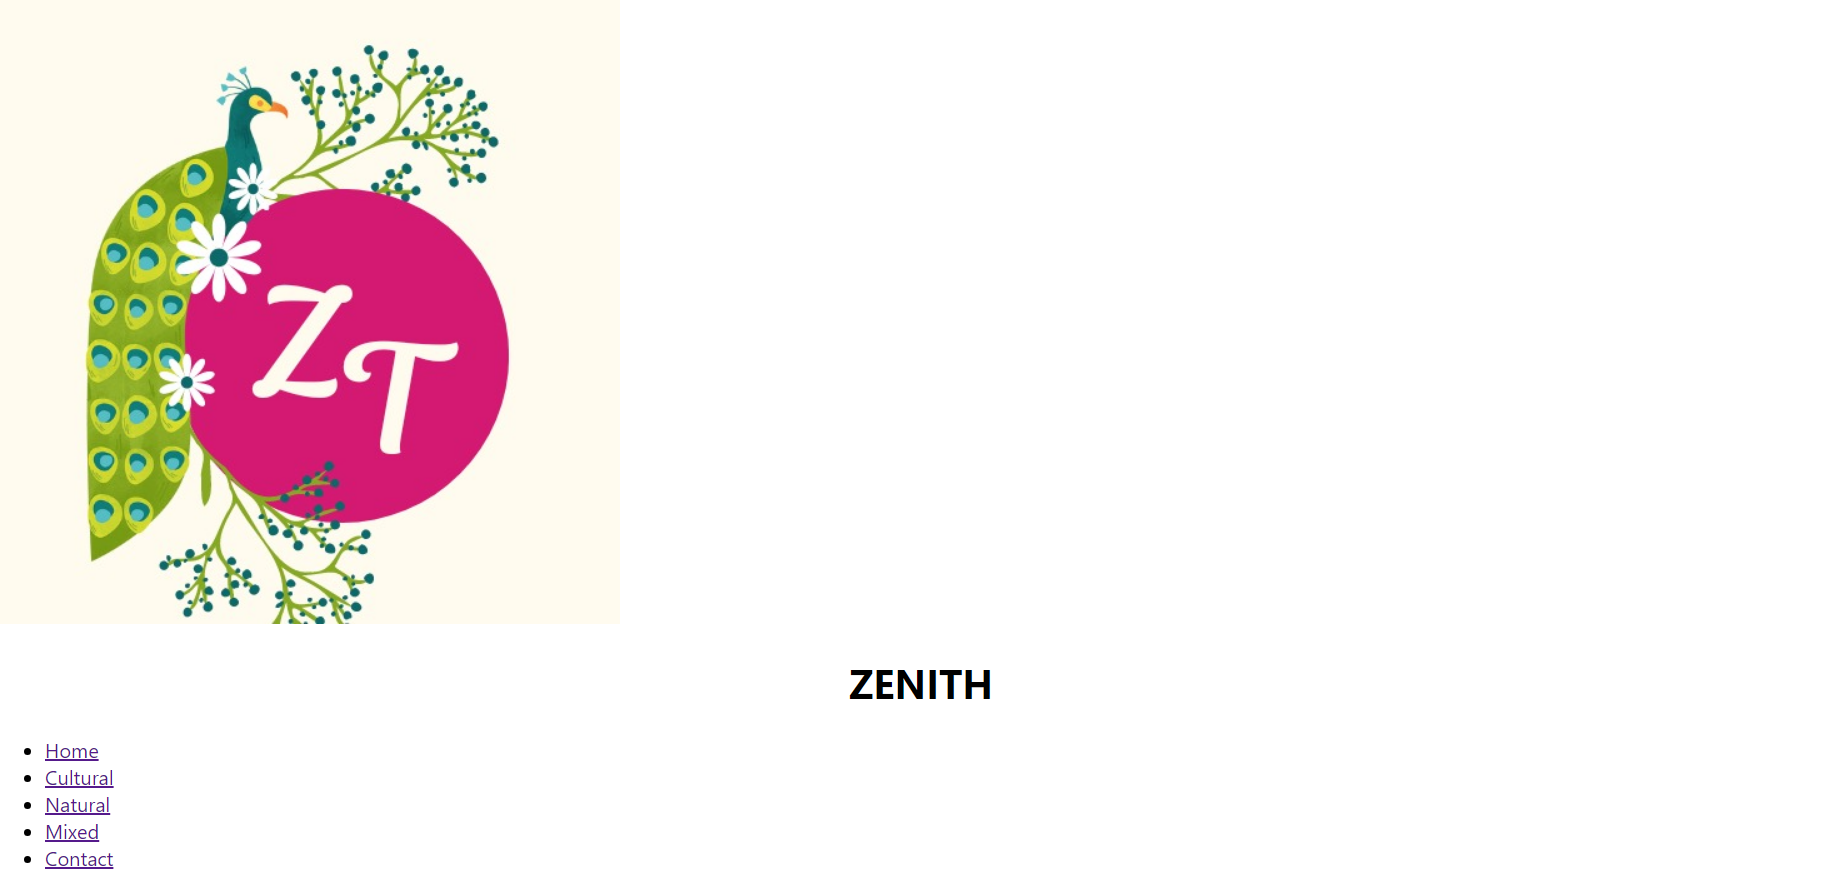 ZT
ZENITH
Home
Cultural
Natural
Mixed
Contact